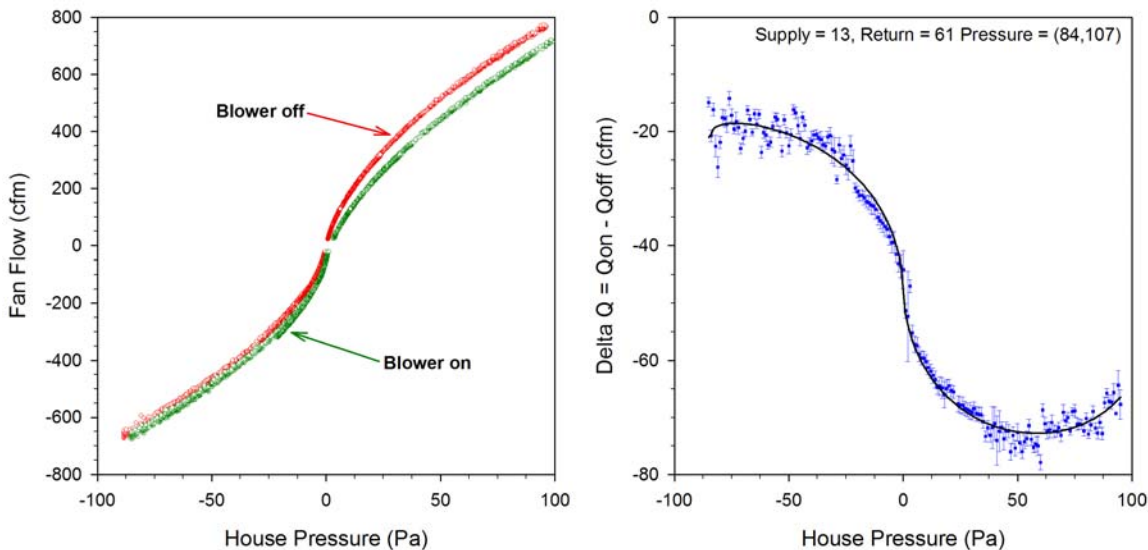 800
600
400
200
0
-200
-400
-600
-800
Fan Flow (cfm)
Blower off
Blower on
-100 -50 0 50 100
House Pressure (Pa)
0
-20
-40
-60
-80
Delta Q = Qon - Qoff (cfm)
Supply = 13, Return = 61 Pressure = (84,107)
-100 -50 0 50 100
House Pressure (Pa)